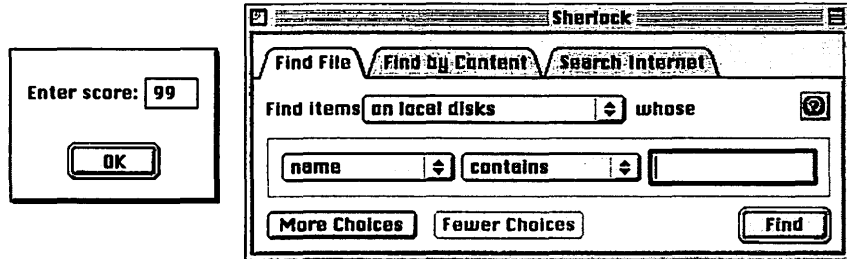 Enter score: 99
OK
Sherlock
Find File Find by Content Search Internet
Find items on local disks whose
name contains
More Choices Fewer Choices Find